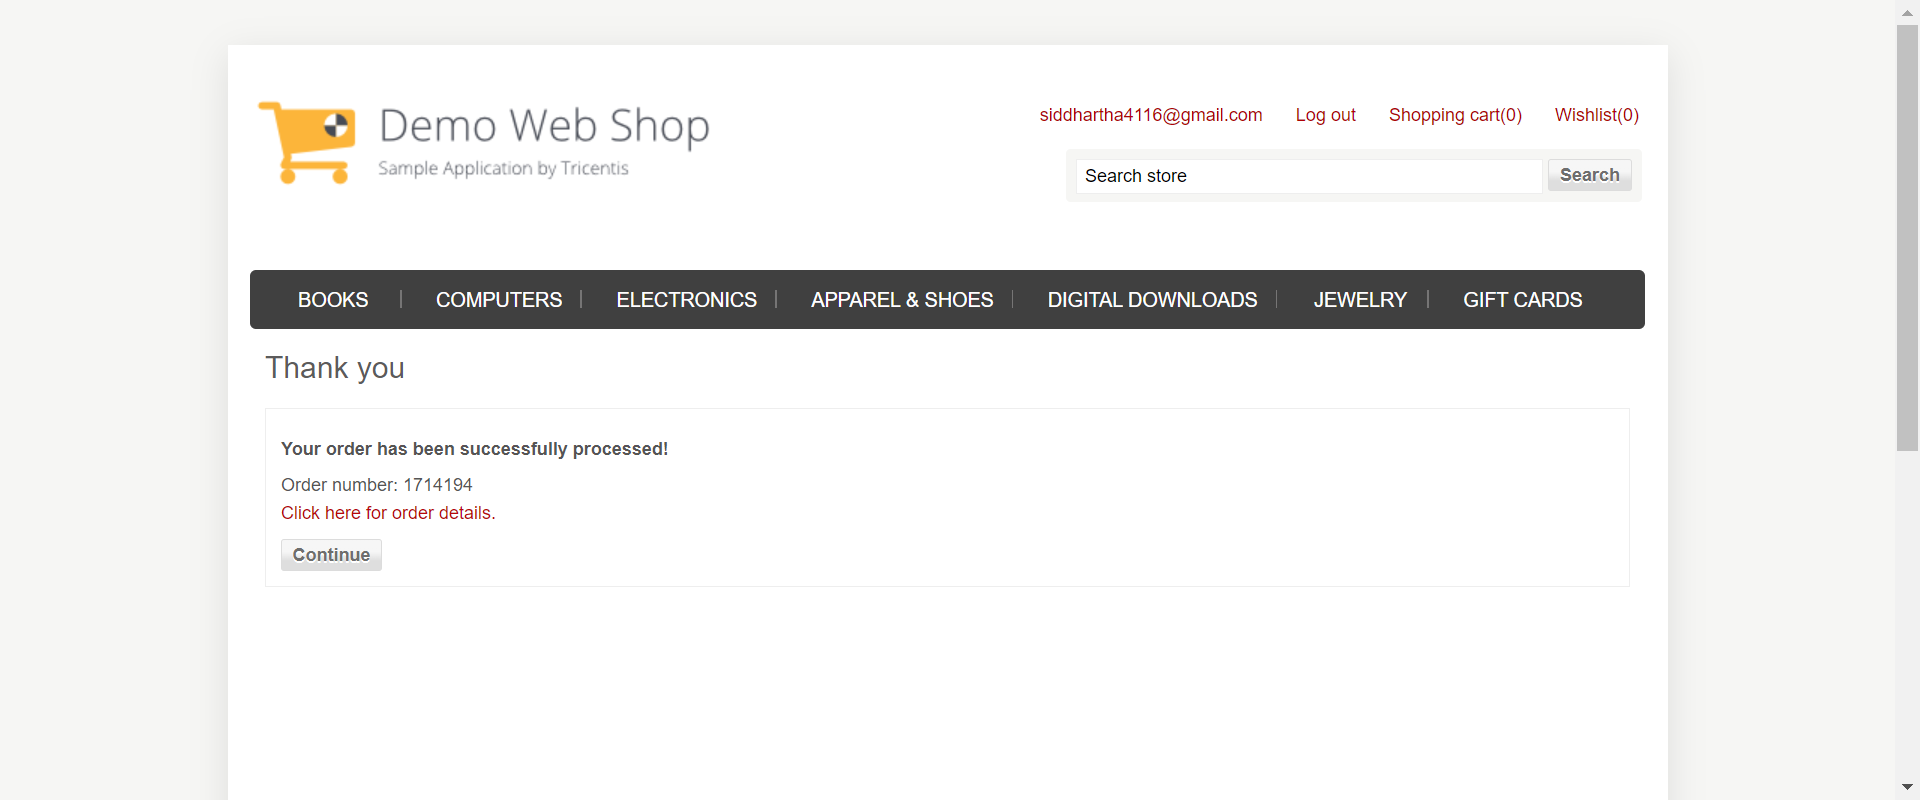 Demo Web Shop
Sample Application by Tricentis
siddhartha4116@gmail.com Log out Shopping cart(0) Wishlist(0)
Search store Search
BOOKS COMPUTERS ELECTRONICS APPAREL & SHOES DIGITAL DOWNLOADS JEWELRY GIFT CARDS
Thank you
Your order has been successfully processed!
Order number: 1714194
Click here for order details.
Continue